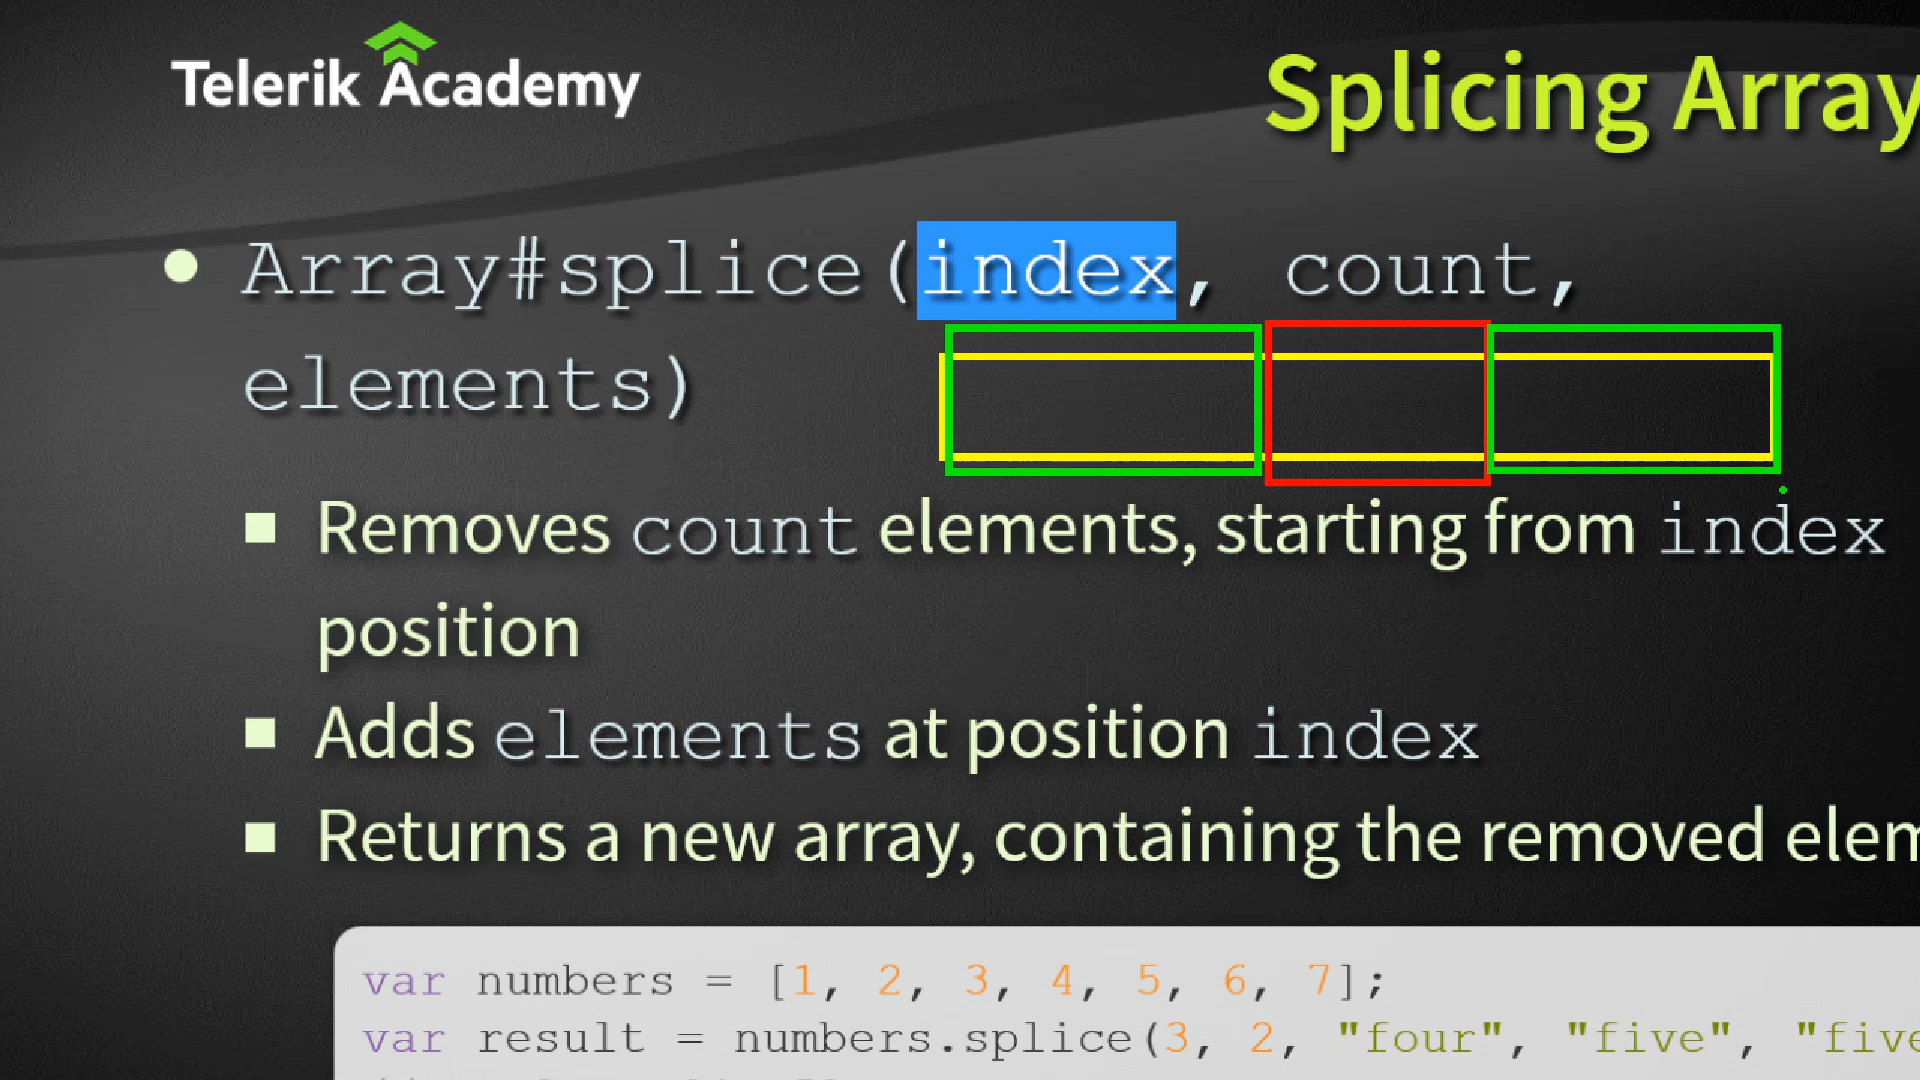 Telerik Academy
Splicing Array
Array#splice(index, count,
elements)
Removes count elements, starting from index
position
Adds elements at position index
Returns a new array, containing the removed elem
var numbers = [1, 2, 3, 4, 5, 6, 7];
var result = numbers.splice(3, 2, "four", "five", "five